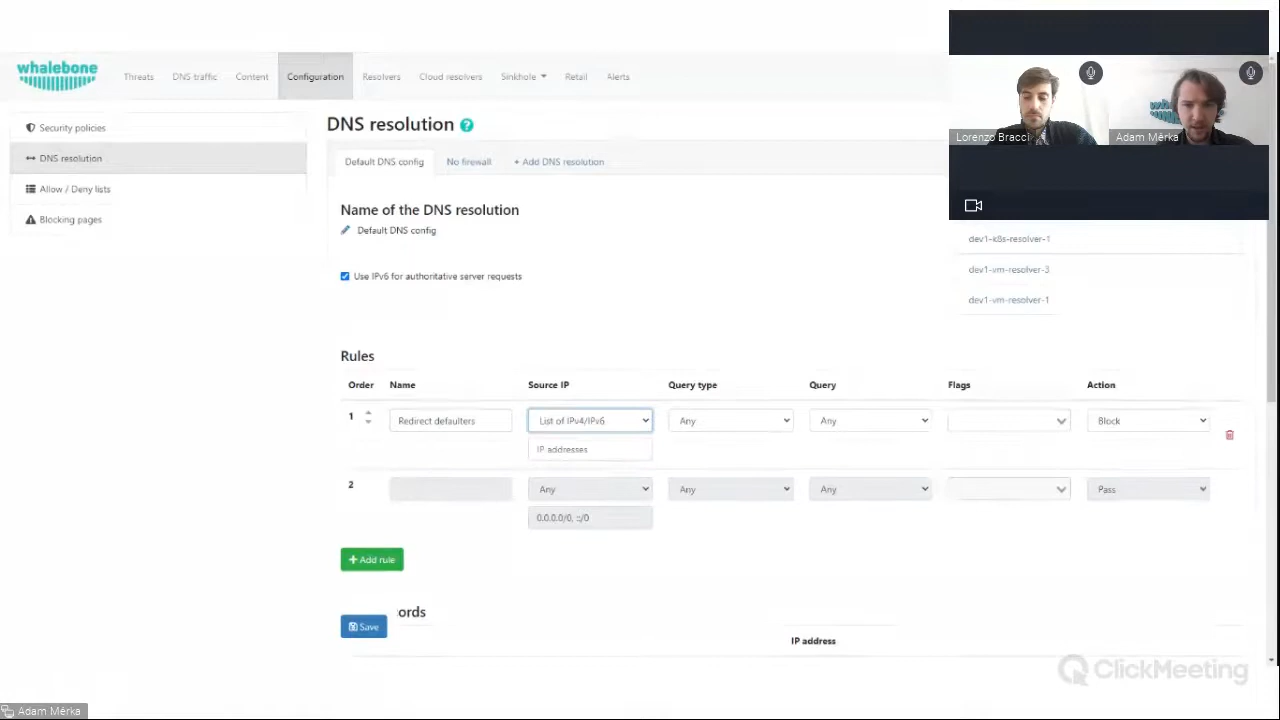 whalebone
Threats DNS traffic Content Configuration Resolvers Cloud resolvers Sinkhole Retail Alerts
Lorenzo Bracci Adam Měrka
Security policies
DNS resolution
Allow / Deny lists
Blocking pages
DNS resolution ?
Default DNS config No firewall + Add DNS resolution
Name of the DNS resolution
Default DNS config
Use IPv6 for authoritative server requests
dev1-k8s-resolver-1
dev1-vm-resolver-3
dev1-vm-resolver-1
Rules
Order Name Source IP Query type Query Flags Action
1 Redirect defaulters List of IPv4/IPv6 Any Any Block
IP addresses
2 Any Any Any Pass
0.0.0.0/0, ::/0
+ Add rule
ords
Save
IP address
ClickMeeting
Adam Měrka